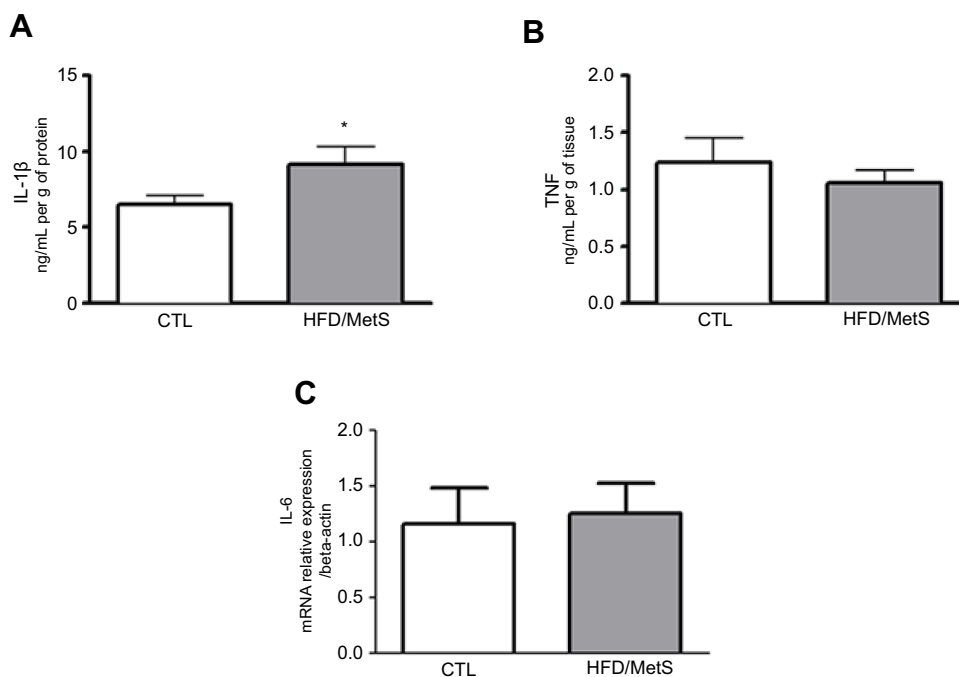 A
IL-1β
ng/mL per g of protein
15
10
5
0
*
CTL
HFD/MetS
B
TNF
ng/mL per g of tissue
2.0
1.5
1.0
0.5
0.0
CTL
HFD/MetS
C
IL-6
mRNA relative expression
/beta-actin
2.0
1.5
1.0
0.5
0.0
CTL
HFD/MetS